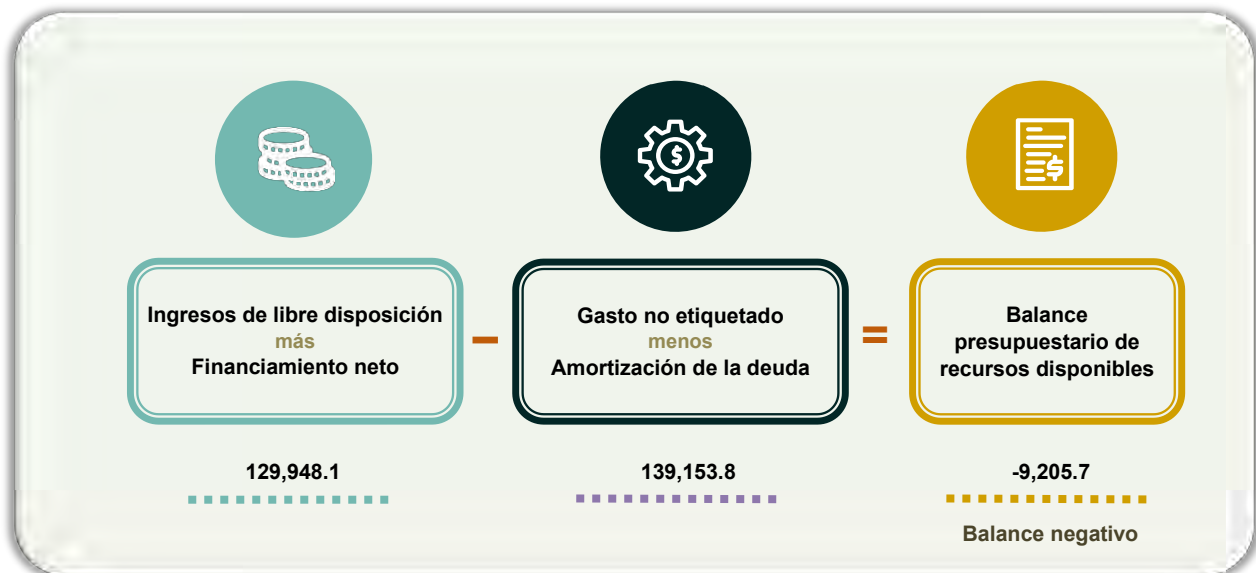 Ingresos de libre disposición
más
Financiamiento neto
−
Gasto no etiquetado
menos
Amortización de la deuda
=
Balance
presupuestario de
recursos disponibles
129,948.1
139,153.8
-9,205.7
Balance negativo